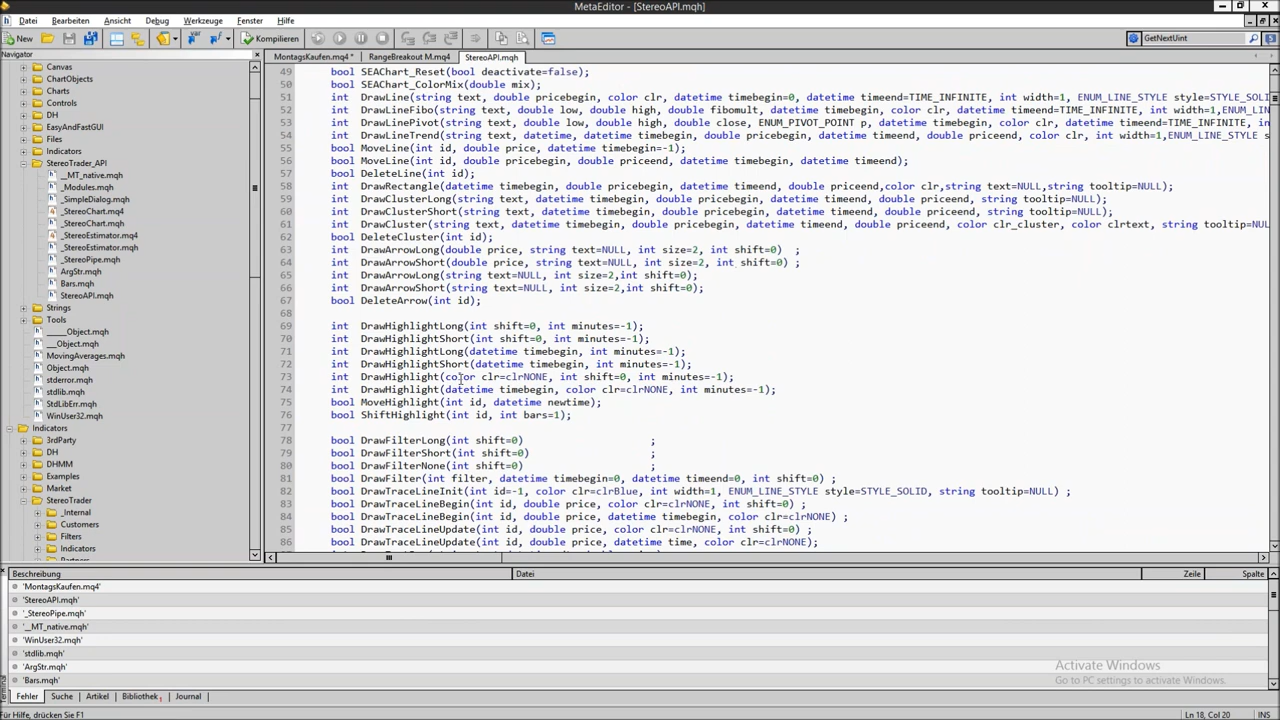 MetaEditor - [StereoAPI.mqh]
Datei Bearbeiten Ansicht Debug Werkzeuge Fenster Hilfe
New Kompilieren GetNextUint
Navigator
MontagsKaufen.mq4 * RangeBreakout M.mq4 StereoAPI.mqh
Canvas
ChartObjects
Charts
Controls
DH
EasyAndFastGUI
Files
Indicators
StereoTrader_API
__MT_native.mqh
_Modules.mqh
_SimpleDialog.mqh
_StereoChart.mq4
_StereoChart.mqh
_StereoEstimator.mq4
_StereoEstimator.mqh
_StereoPipe.mqh
ArgStr.mqh
Bars.mqh
StereoAPI.mqh
Strings
Tools
_____Object.mqh
___Object.mqh
MovingAverages.mqh
Object.mqh
stderror.mqh
stdlib.mqh
StdLibErr.mqh
WinUser32.mqh
Indicators
3rdParty
DH
DHMM
Examples
Market
StereoTrader
_Internal
Customers
Filters
Indicators
49 bool SEAChart_Reset(bool deactivate=false);
50 bool SEAChart_ColorMix(double mix);
51 int DrawLine(string text, double pricebegin, color clr, datetime timebegin=0, datetime timeend=TIME_INFINITE, int width=1, ENUM_LINE_STYLE style=STYLE_SOLID
52 int DrawLineFibo(string text, double low, double high, double fibomult, datetime timebegin, color clr, datetime timeend=TIME_INFINITE, int width=1, ENUM_LIN
53 int DrawLinePivot(string text, double low, double high, double close, ENUM_PIVOT_POINT p, datetime timebegin, color clr, datetime timeend=TIME_INFINITE, int
54 int DrawLineTrend(string text, datetime, datetime timebegin, double pricebegin, datetime timeend, double priceend, color clr, int width=1,ENUM_LINE_STYLE s
55 bool MoveLine(int id, double price, datetime timebegin=-1);
56 bool MoveLine(int id, double pricebegin, double priceend, datetime timebegin, datetime timeend);
57 bool DeleteLine(int id);
58 int DrawRectangle(datetime timebegin, double pricebegin, datetime timeend, double priceend,color clr,string text=NULL,string tooltip=NULL);
59 int DrawClusterLong(string text, datetime timebegin, double pricebegin, datetime timeend, double priceend, string tooltip=NULL);
60 int DrawClusterShort(string text, datetime timebegin, double pricebegin, datetime timeend, double priceend, string tooltip=NULL);
61 int DrawCluster(string text, datetime timebegin, double pricebegin, datetime timeend, double priceend, color clr_cluster, color clrtext, string tooltip=NUL
62 bool DeleteCluster(int id);
63 int DrawArrowLong(double price, string text=NULL, int size=2, int shift=0) ;
64 int DrawArrowShort(double price, string text=NULL, int size=2, int shift=0) ;
65 int DrawArrowLong(string text=NULL, int size=2,int shift=0);
66 int DrawArrowShort(string text=NULL, int size=2,int shift=0);
67 bool DeleteArrow(int id);
68
69 int DrawHighlightLong(int shift=0, int minutes=-1);
70 int DrawHighlightShort(int shift=0, int minutes=-1);
71 int DrawHighlightLong(datetime timebegin, int minutes=-1);
72 int DrawHighlightShort(datetime timebegin, int minutes=-1);
73 int DrawHighlight(color clr=clrNONE, int shift=0, int minutes=-1);
74 int DrawHighlight(datetime timebegin, color clr=clrNONE, int minutes=-1);
75 bool MoveHighlight(int id, datetime newtime);
76 bool ShiftHighlight(int id, int bars=1);
77
78 bool DrawFilterLong(int shift=0) ;
79 bool DrawFilterShort(int shift=0) ;
80 bool DrawFilterNone(int shift=0) ;
81 bool DrawFilter(int filter, datetime timebegin=0, datetime timeend=0, int shift=0) ;
82 bool DrawTraceLineInit(int id=-1, color clr=clrBlue, int width=1, ENUM_LINE_STYLE style=STYLE_SOLID, string tooltip=NULL) ;
83 bool DrawTraceLineBegin(int id, double price, color clr=clrNONE, int shift=0) ;
84 bool DrawTraceLineBegin(int id, double price, datetime timebegin, color clr=clrNONE) ;
85 bool DrawTraceLineUpdate(int id, double price, color clr=clrNONE, int shift=0) ;
86 bool DrawTraceLineUpdate(int id, double price, datetime time, color clr=clrNONE);
Beschreibung Datei Zeile Spalte
'MontagsKaufen.mq4'
'StereoAPI.mqh'
'_StereoPipe.mqh'
'__MT_native.mqh'
'WinUser32.mqh'
'stdlib.mqh'
'ArgStr.mqh'
'Bars.mqh'
Activate Windows
Go to PC settings to activate Windows.
Fehler Suche Artikel Bibliothek Journal
Für Hilfe, drücken Sie F1 Ln 18, Col 20 INS